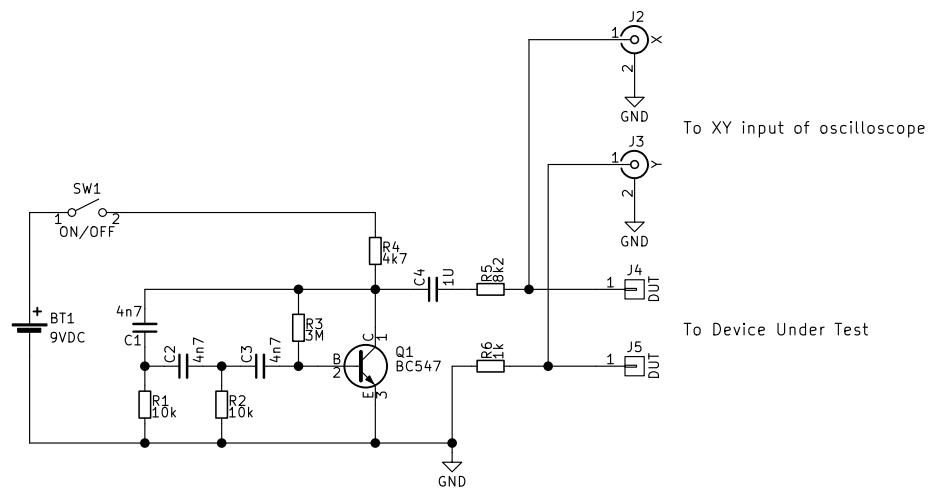 J2
1
X
2
GND
To XY input of oscilloscope
J3
1
Y
2
GND
SW1
1
2
ON/OFF
R4
4k7
C4
1U
R5
8k2
J4
1
DUT
+
BT1
9VDC
4n7
C1
R3
3M
C
1
To Device Under Test
C2
4n7
C3
4n7
B
2
Q1
BC547
R6
1k
J5
1
DUT
R1
10k
R2
10k
E
3
GND